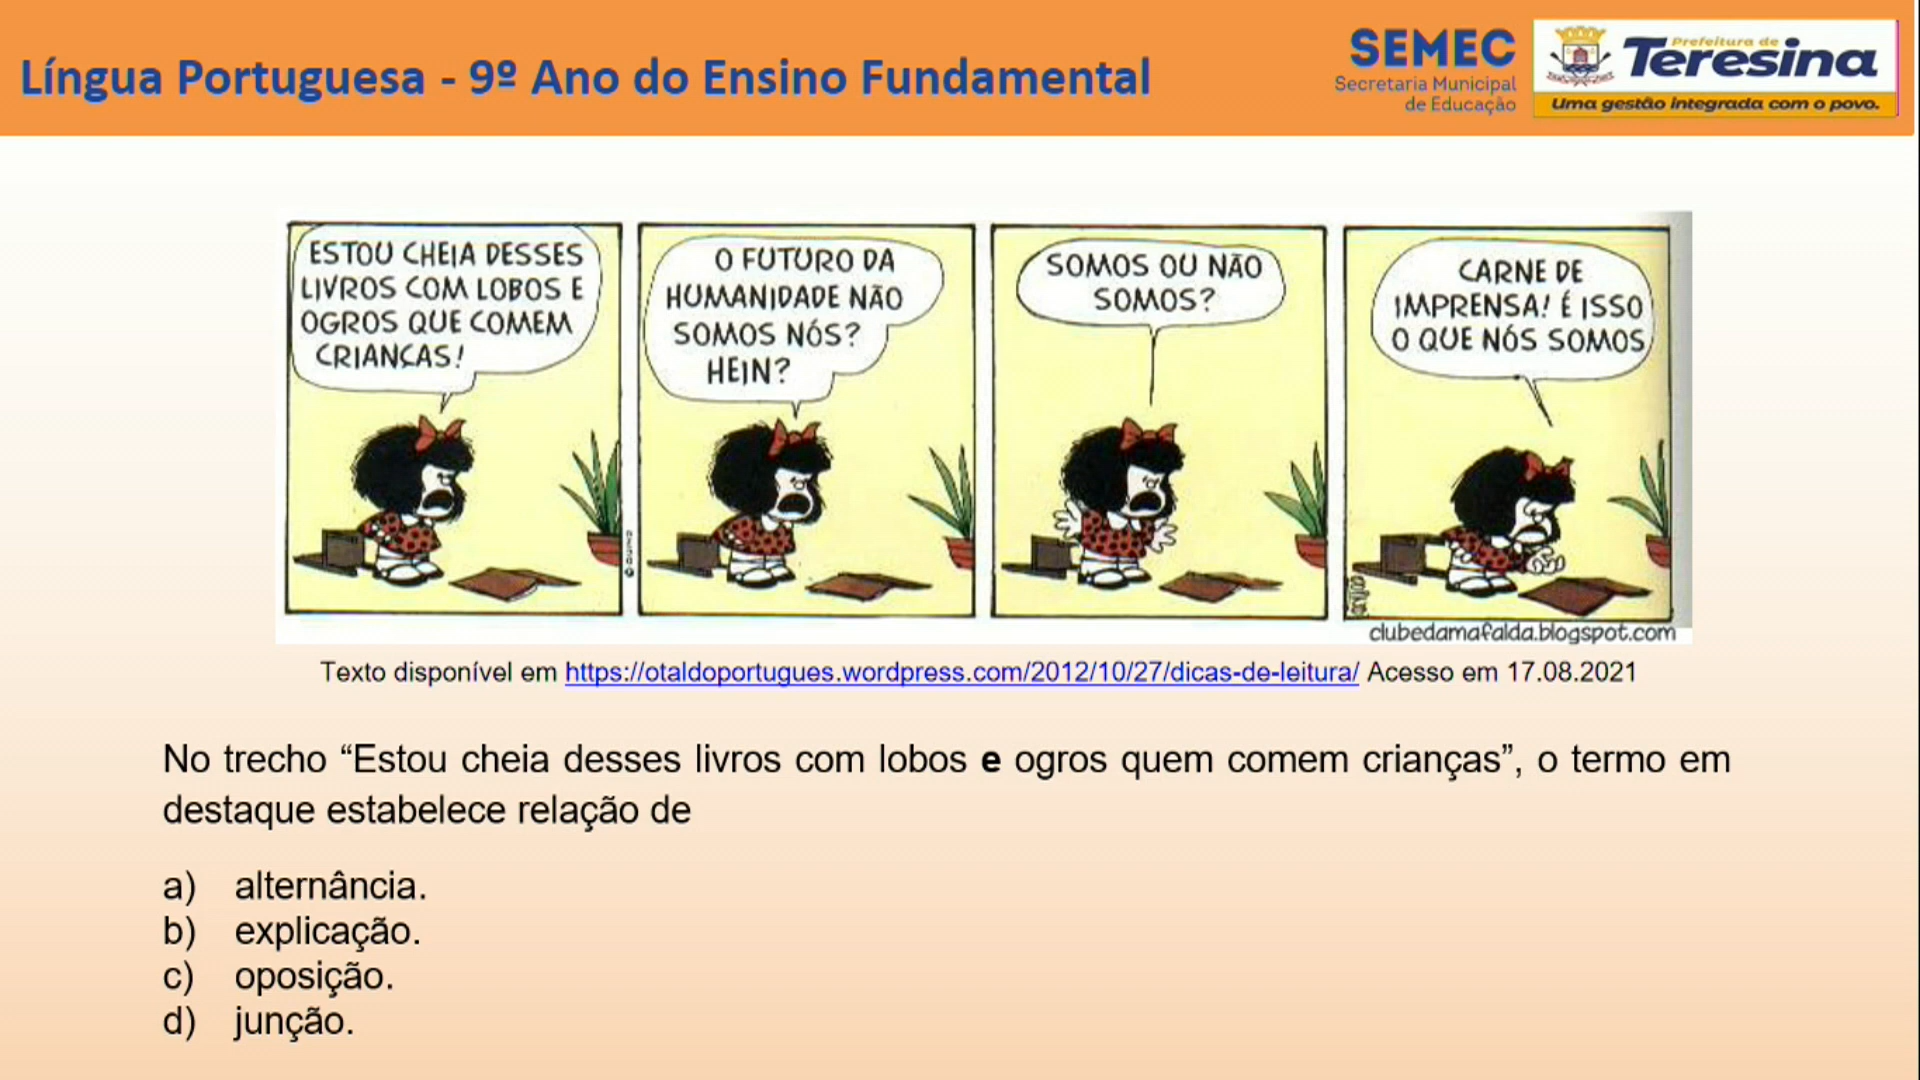 Língua Portuguesa - 9º Ano do Ensino Fundamental
SEMEC
Secretaria Municipal
de Educação
Prefeitura de
Teresina
Uma gestão integrada com o povo.
ESTOU CHEIA DESSES
LIVROS COM LOBOS E
OGROS QUE COMEM
CRIANÇAS!
O FUTURO DA
HUMANIDADE NÃO
SOMOS NÓS?
HEIN?
SOMOS OU NÃO
SOMOS?
CARNE DE
IMPRENSA! É ISSO
O QUE NÓS SOMOS
clubedamafalda.blogspot.com
Texto disponível em https://otaldoportugues.wordpress.com/2012/10/27/dicas-de-leitura/ Acesso em 17.08.2021
No trecho “Estou cheia desses livros com lobos e ogros quem comem crianças”, o termo em
destaque estabelece relação de
a) alternância.
b) explicação.
c) oposição.
d) junção.